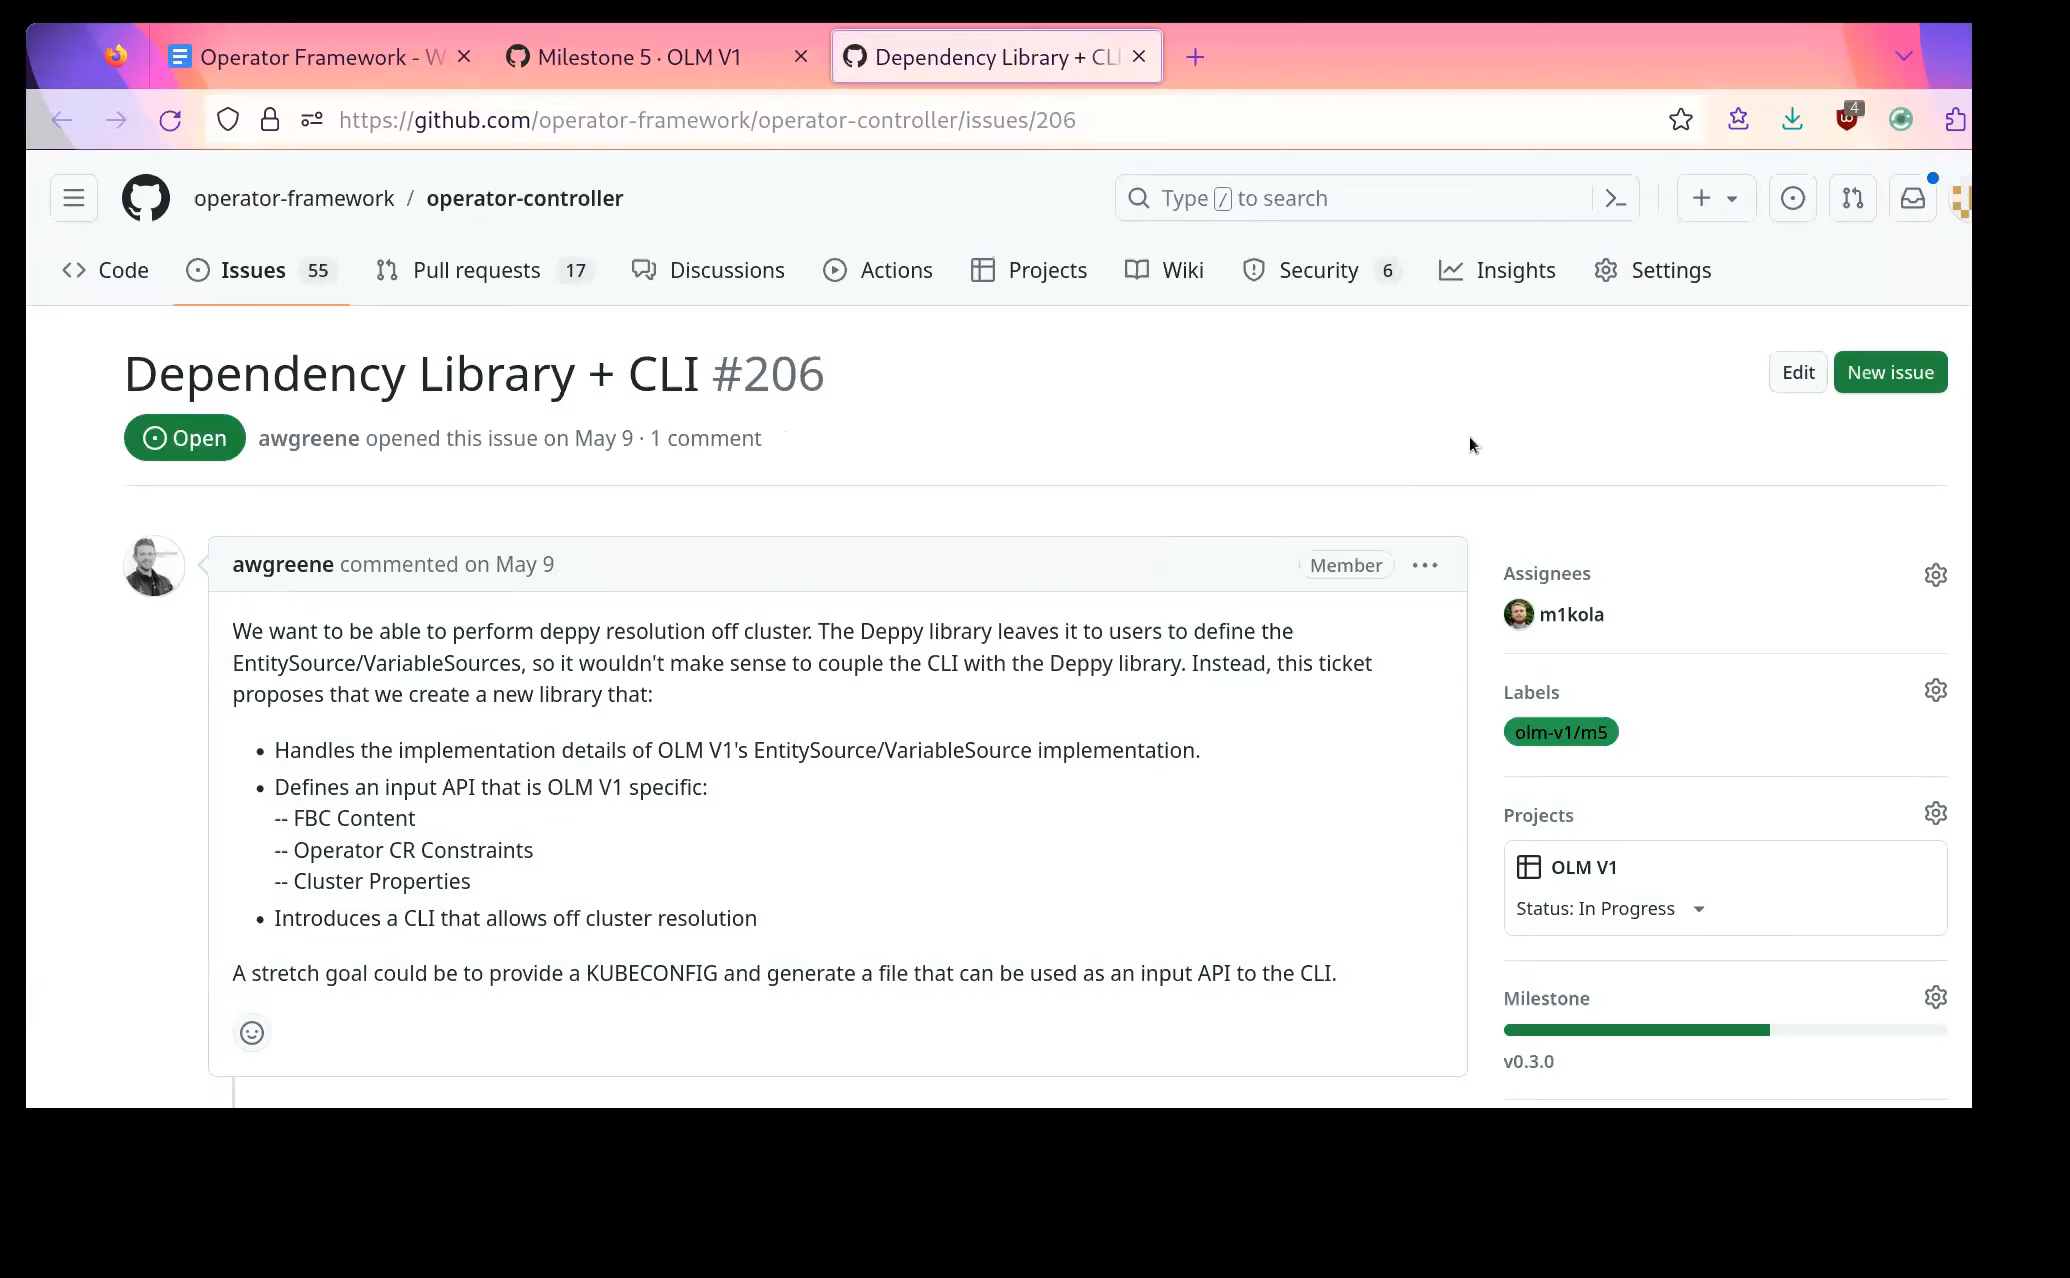 Operator Framework - W
Milestone 5 · OLM V1
Dependency Library + CL
https://github.com/operator-framework/operator-controller/issues/206
4
operator-framework / operator-controller
Type / to search
Code
Issues 55
Pull requests 17
Discussions
Actions
Projects
Wiki
Security 6
Insights
Settings
Dependency Library + CLI #206
Edit
New issue
Open
awgreene opened this issue on May 9 · 1 comment
awgreene commented on May 9
Member
We want to be able to perform deppy resolution off cluster. The Deppy library leaves it to users to define the
EntitySource/VariableSources, so it wouldn't make sense to couple the CLI with the Deppy library. Instead, this ticket
proposes that we create a new library that:
• Handles the implementation details of OLM V1's EntitySource/VariableSource implementation.
• Defines an input API that is OLM V1 specific:
-- FBC Content
-- Operator CR Constraints
-- Cluster Properties
• Introduces a CLI that allows off cluster resolution
A stretch goal could be to provide a KUBECONFIG and generate a file that can be used as an input API to the CLI.
Assignees
m1kola
Labels
olm-v1/m5
Projects
OLM V1
Status: In Progress
Milestone
v0.3.0